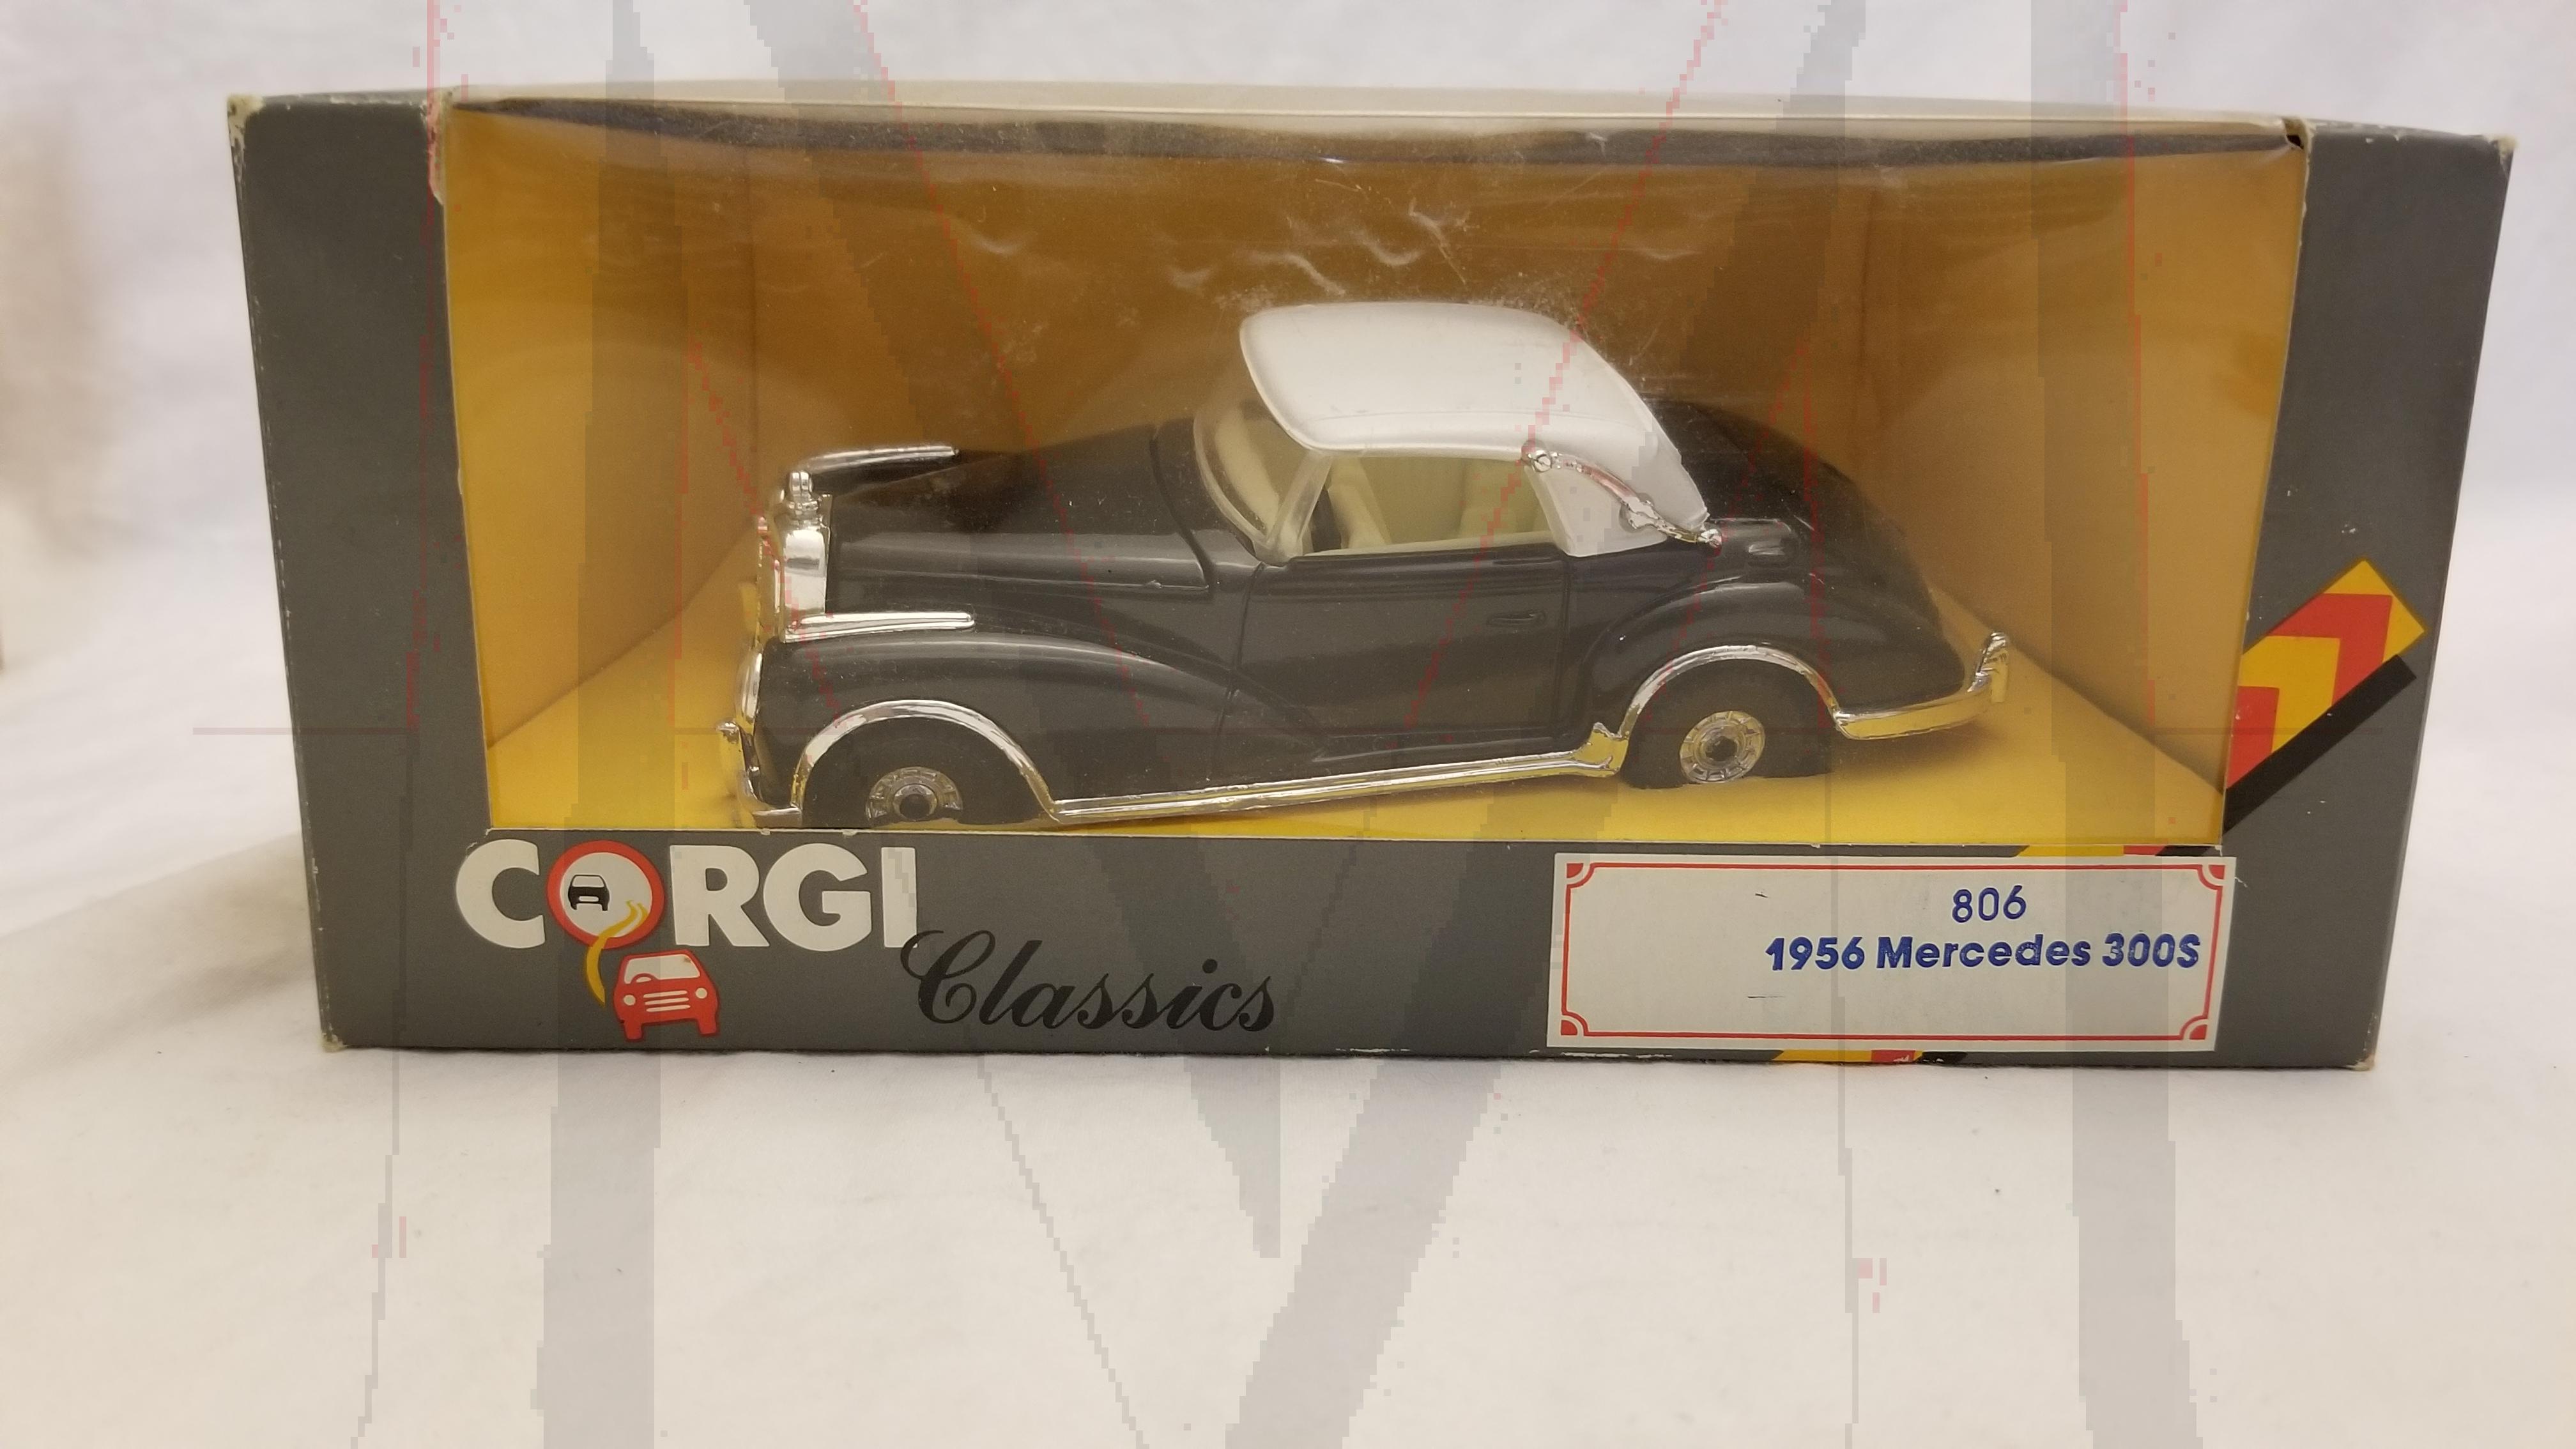 CORGI
Classics
806
1956 Mercedes 300S